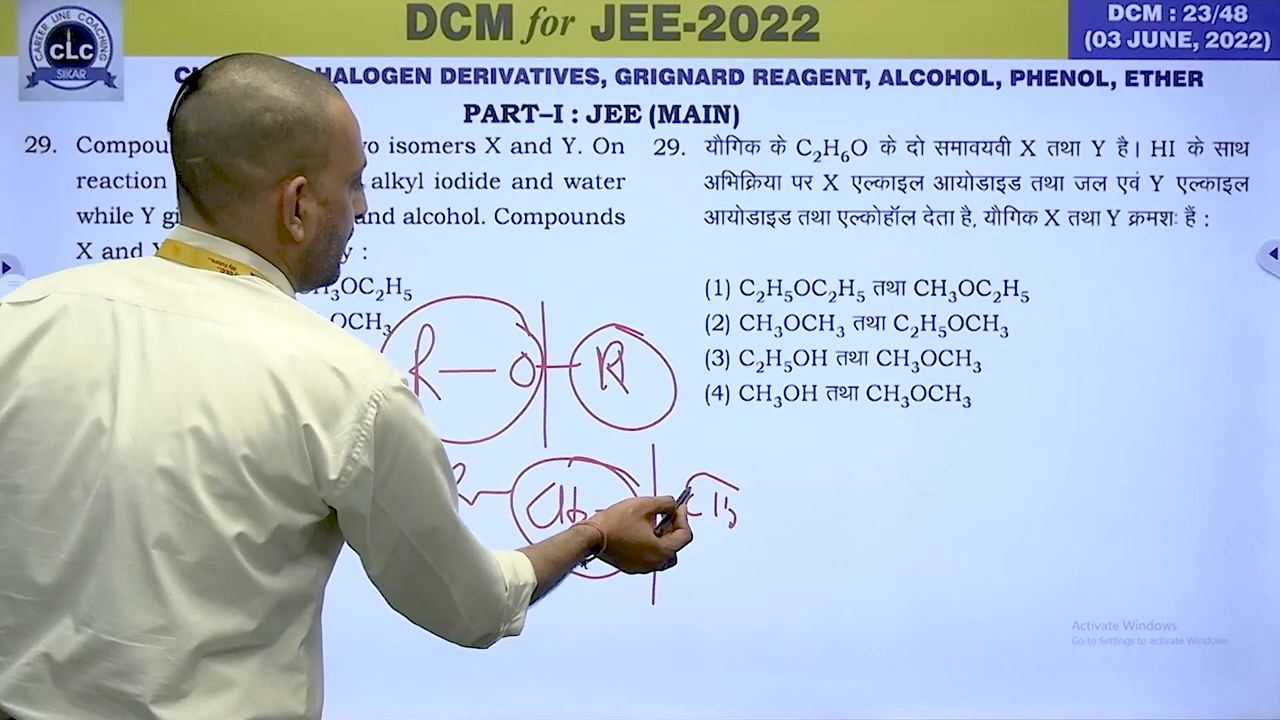 DCM for JEE-2022
DCM : 23/48
(03 JUNE, 2022)
CAREER LINE COACHING
CLC
SIKAR
HALOGEN DERIVATIVES, GRIGNARD REAGENT, ALCOHOL, PHENOL, ETHER
PART–I : JEE (MAIN)
29. isomers X and Y. On
reaction alkyl iodide and water
while Y and alcohol. Compounds
X and :
OC₂H₅
OCH₃
29. यौगिक के C₂H₆O के दो समावयवी X तथा Y है। HI के साथ
अभिक्रिया पर X एल्काइल आयोडाइड तथा जल एवं Y एल्काइल
आयोडाइड तथा एल्कोहॉल देता है, यौगिक X तथा Y क्रमशः हैं :
(1) C₂H₅OC₂H₅ तथा CH₃OC₂H₅
(2) CH₃OCH₃ तथा C₂H₅OCH₃
(3) C₂H₅OH तथा CH₃OCH₃
(4) CH₃OH तथा CH₃OCH₃
R — O — R
Activate Windows
Go to Settings to activate Windows.